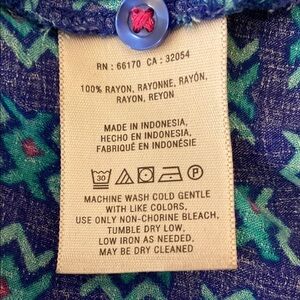 RN : 66170 CA : 32054
100% RAYON, RAYONNE, RAYÓN,
RAYON, REYON
MADE IN INDONESIA,
HECHO EN INDONESIA,
FABRIQUÉ EN INDONÉSIE
30 P
MACHINE WASH COLD GENTLE
WITH LIKE COLORS,
USE ONLY NON-CHORINE BLEACH,
TUMBLE DRY LOW,
LOW IRON AS NEEDED,
MAY BE DRY CLEANED